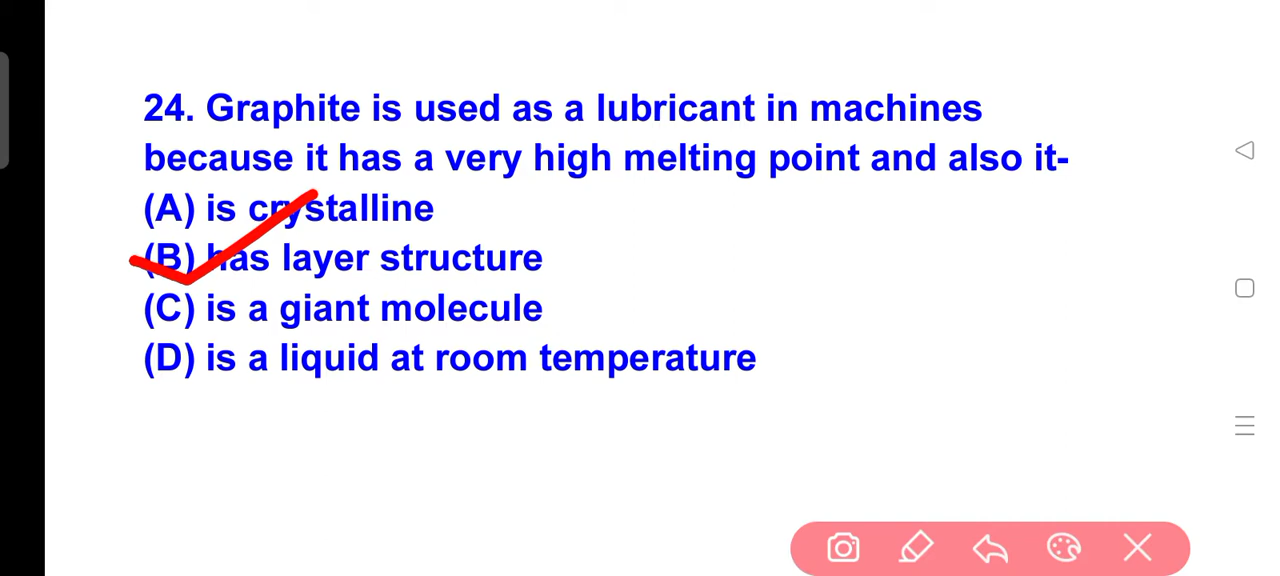 24. Graphite is used as a lubricant in machines
because it has a very high melting point and also it-
(A) is crystalline
(B) has layer structure
(C) is a giant molecule
(D) is a liquid at room temperature